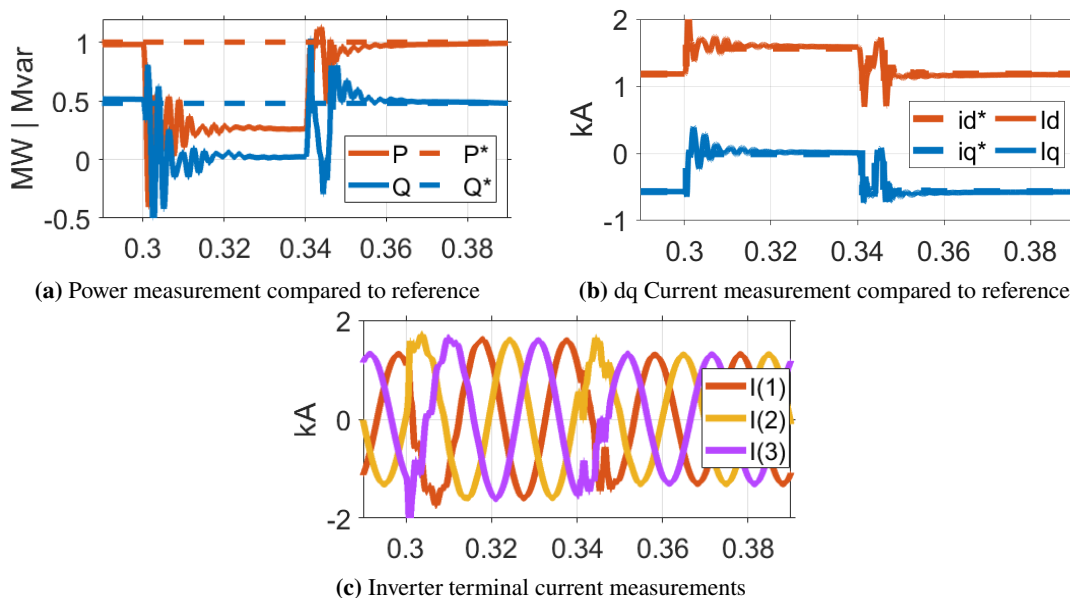 MW | Mvar
1
0.5
0
-0.5
P P*
Q Q*
0.3 0.32 0.34 0.36 0.38
(a) Power measurement compared to reference
kA
2
1
0
-1
id* Id
iq* Iq
0.3 0.32 0.34 0.36 0.38
(b) dq Current measurement compared to reference
kA
2
0
-2
I(1)
I(2)
I(3)
0.3 0.32 0.34 0.36 0.38
(c) Inverter terminal current measurements